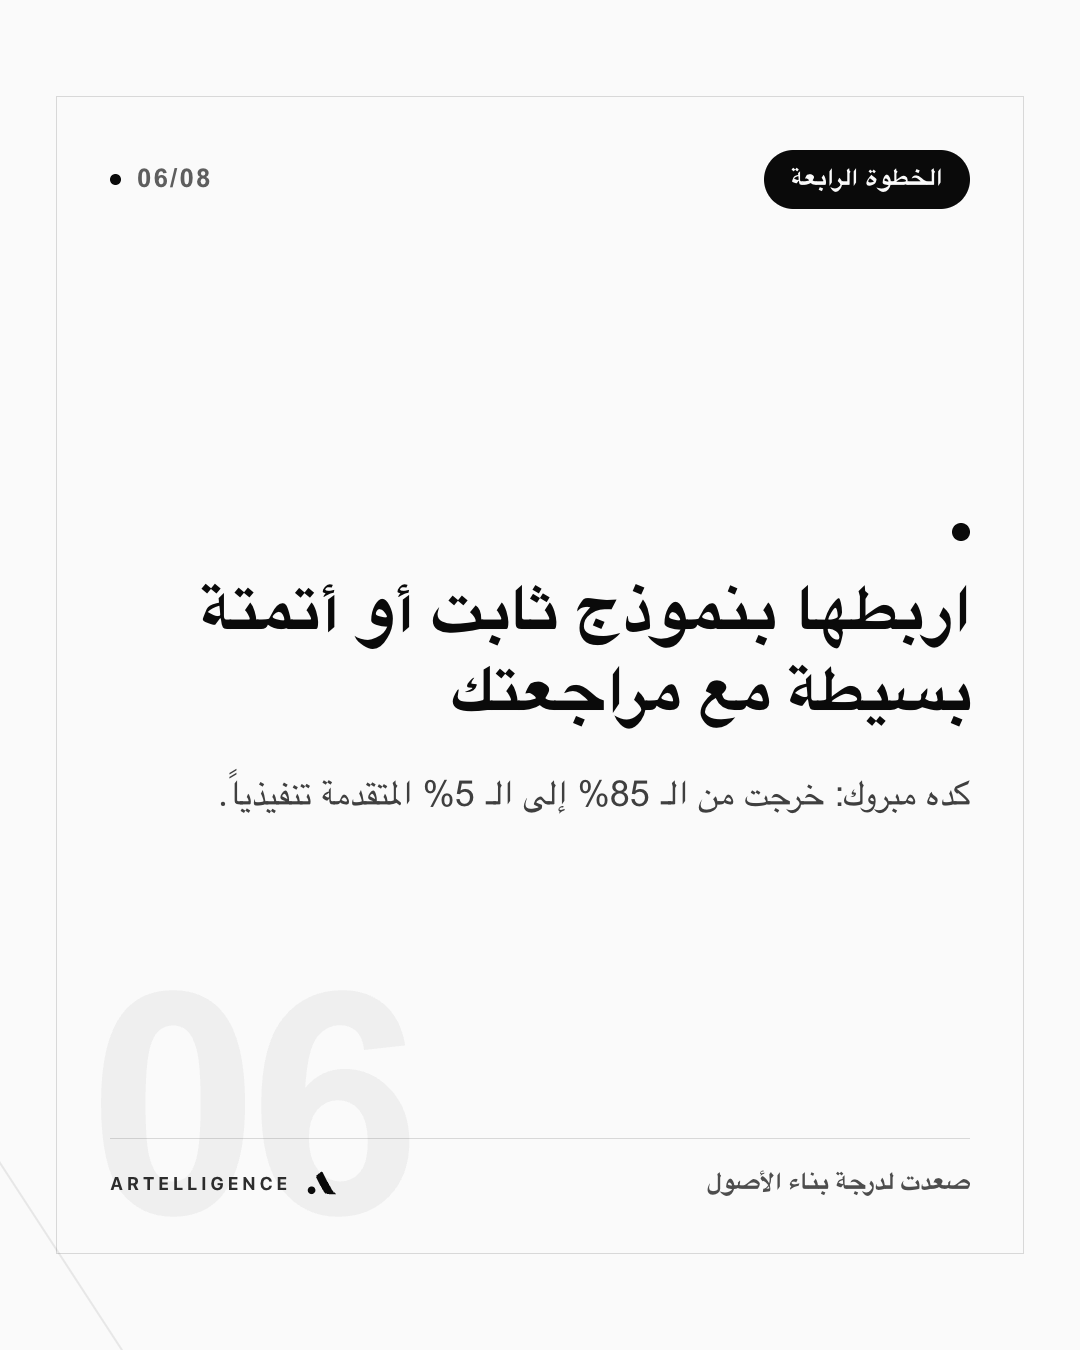 الخطوة الرابعة
06/08
اربطها بنموذج ثابت أو أتمتة
بسيطة مع مراجعتك
كده مبروك: خرجت من الـ 85% إلى الـ 5% المتقدمة تنفيذياً.
06
صعدت لدرجة بناء الأصول
ARTELLIGENCE